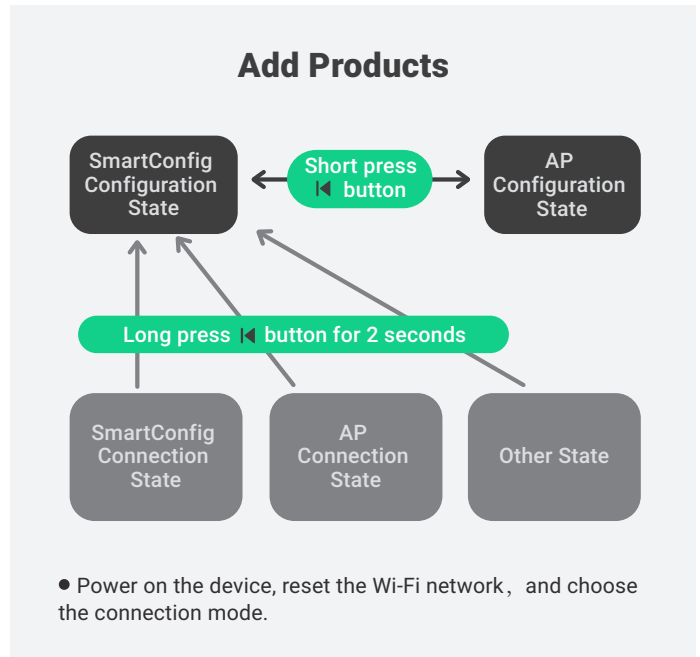 Add Products
SmartConfig
Configuration
State
Short press
button
AP
Configuration
State
Long press button for 2 seconds
SmartConfig
Connection
State
AP
Connection
State
Other State
● Power on the device, reset the Wi-Fi network，and choose
the connection mode.